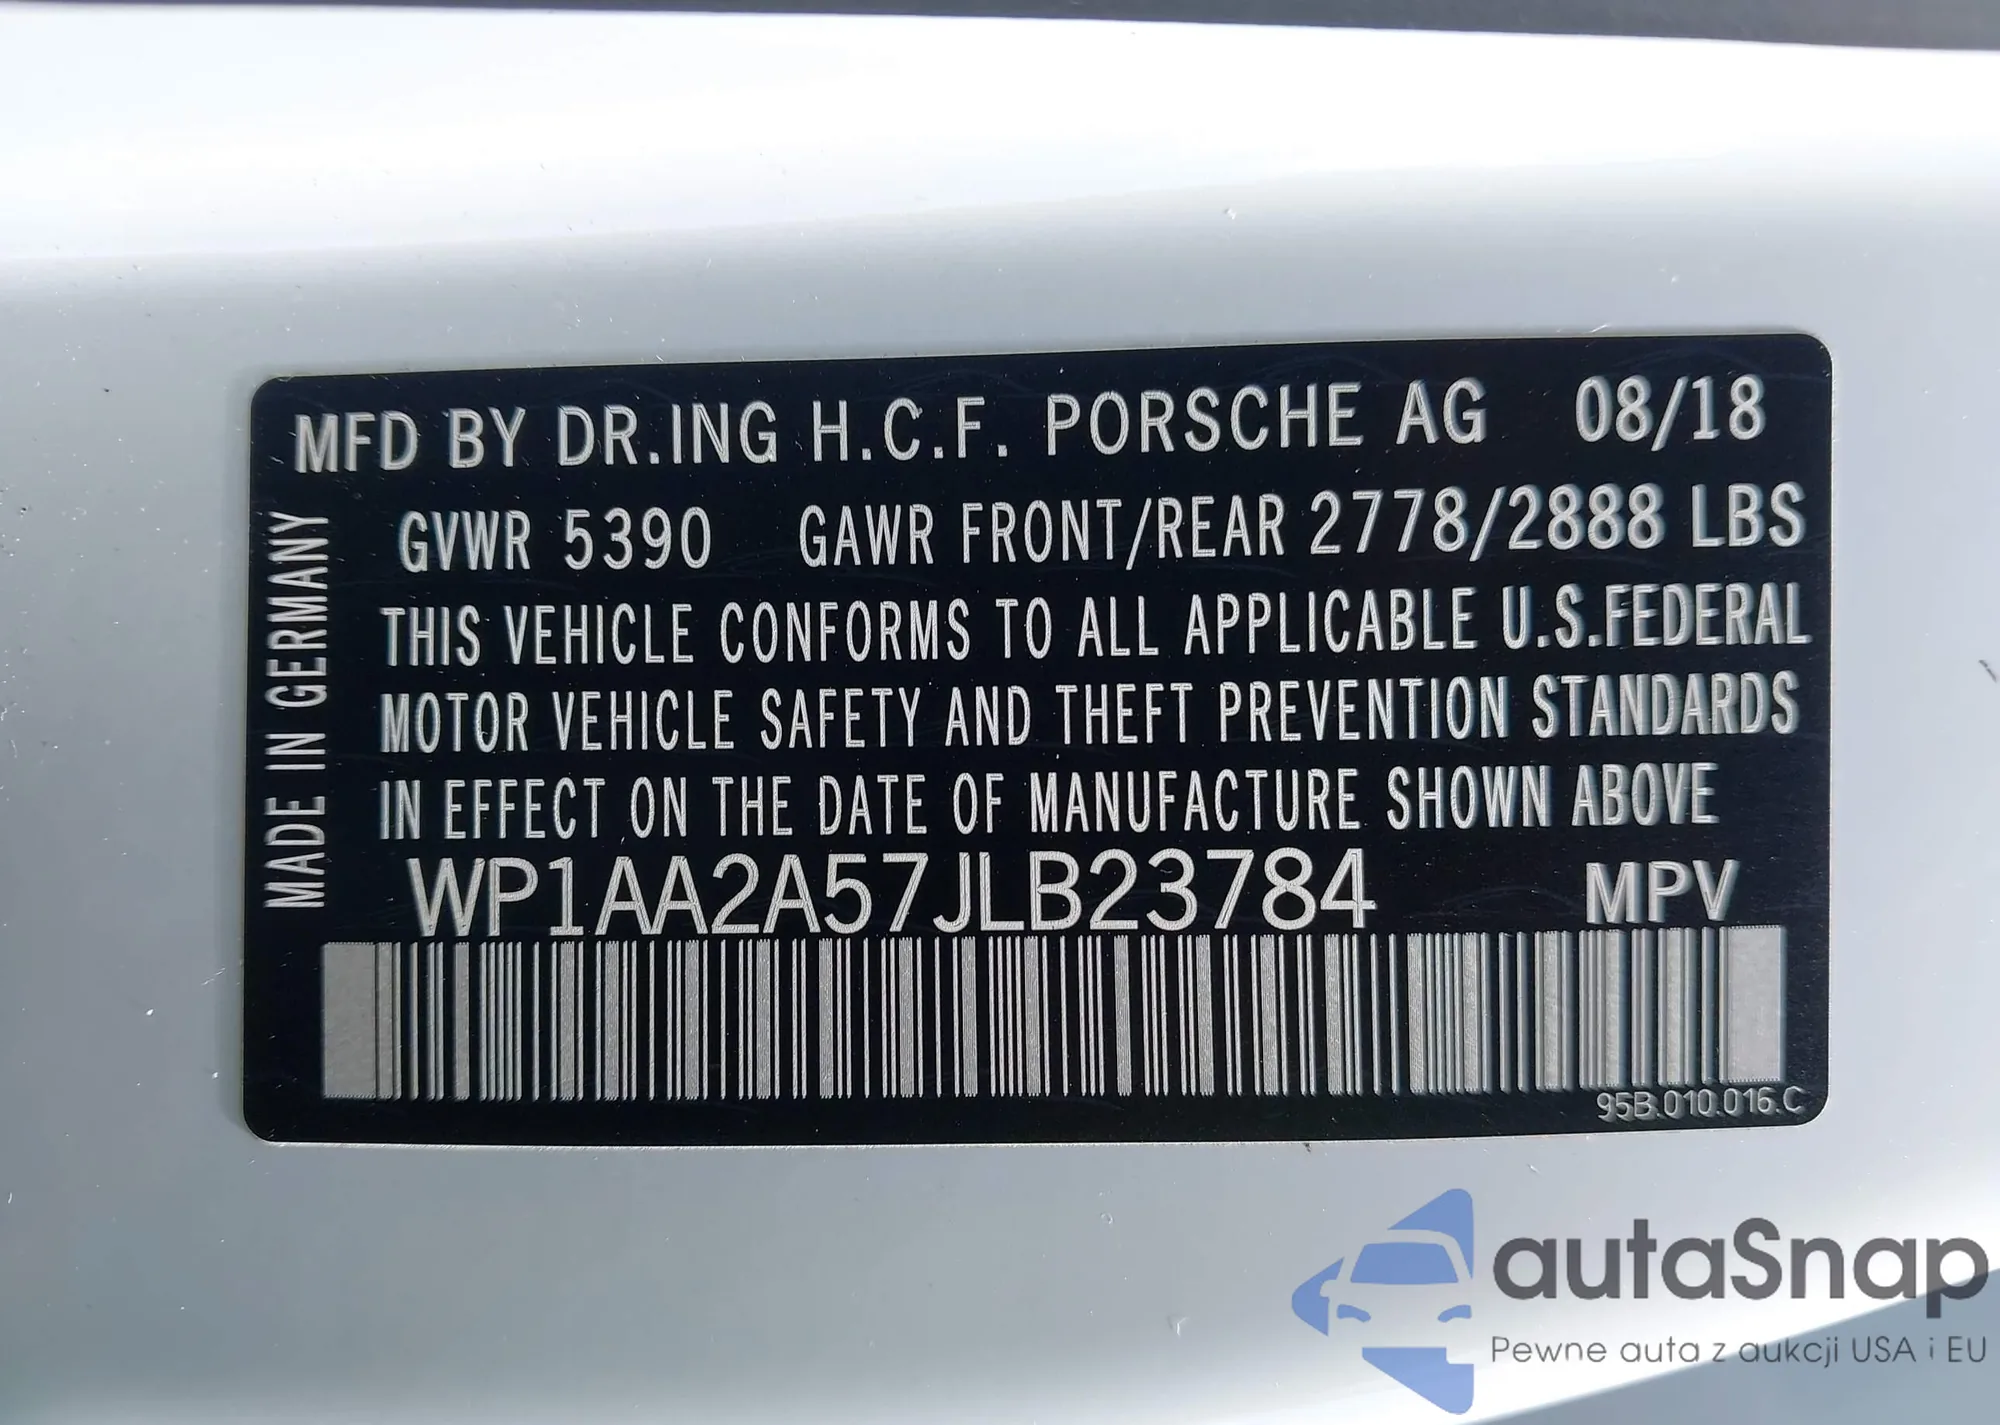 MFD BY DR.ING H.C.F. PORSCHE AG 08/18
GVWR 5390 GAWR FRONT/REAR 2778/2888 LBS
THIS VEHICLE CONFORMS TO ALL APPLICABLE U.S.FEDERAL
MOTOR VEHICLE SAFETY AND THEFT PREVENTION STANDARDS
IN EFFECT ON THE DATE OF MANUFACTURE SHOWN ABOVE
WP1AA2A57JLB23784 MPV
MADE IN GERMANY
95B.010.016.C
autaSnap
Pewne auta z aukcji USA i EU